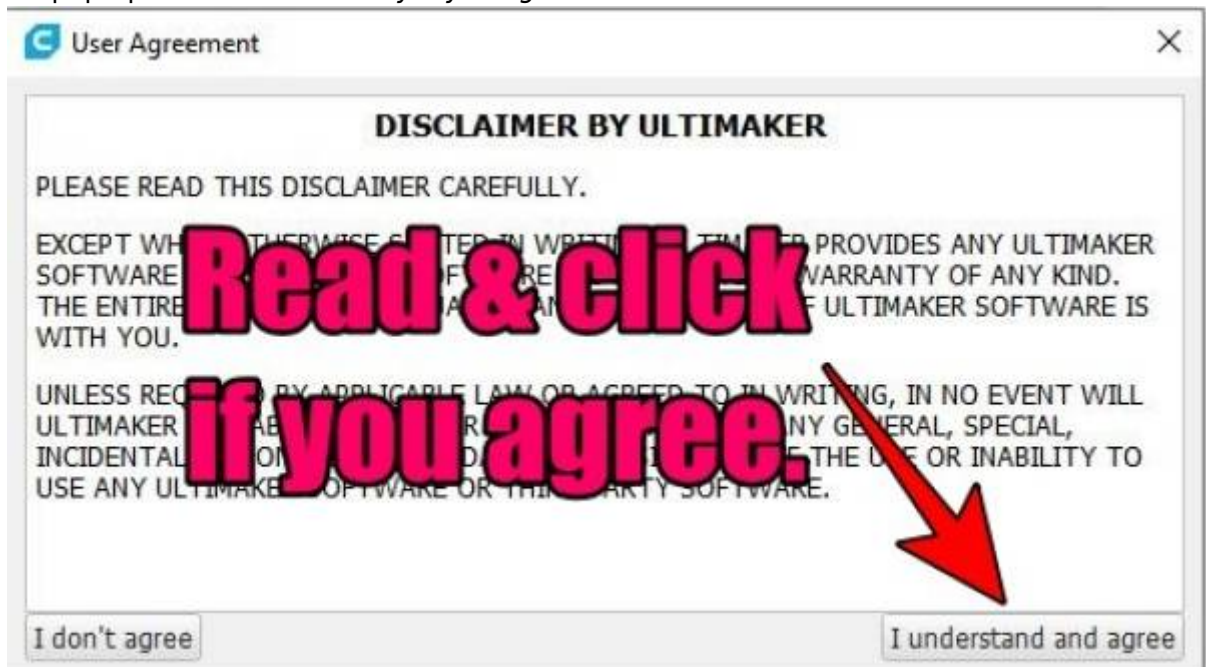 User Agreement
DISCLAIMER BY ULTIMAKER
PLEASE READ THIS DISCLAIMER CAREFULLY.
EXCEPT PROVIDES ANY ULTIMAKER
SOFTWARE WARRANTY OF ANY KIND.
THE ENTIRE ULTIMAKER SOFTWARE IS
WITH YOU.
Read & click
UNLESS BY APPLICABLE LAW OR AGREED TO IN WRITING, IN NO EVENT WILL
ULTIMAKER GENERAL, SPECIAL,
INCIDENTAL THE USE OR INABILITY TO
USE ANY ULTIMAKER SOFTWARE OR THIRD PARTY SOFTWARE.
if you agree.
I don't agree
I understand and agree